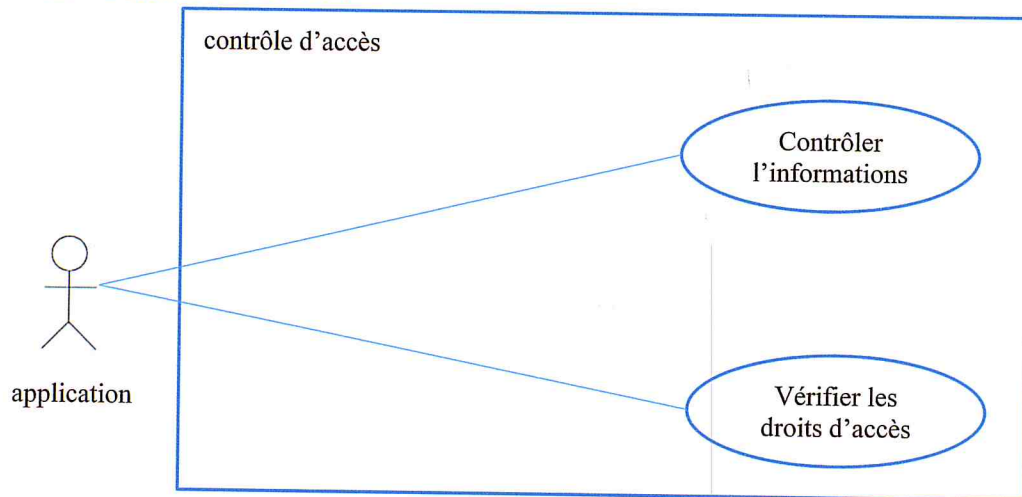 contrôle d'accès
Contrôler
l'informations
application
Vérifier les
droits d'accès